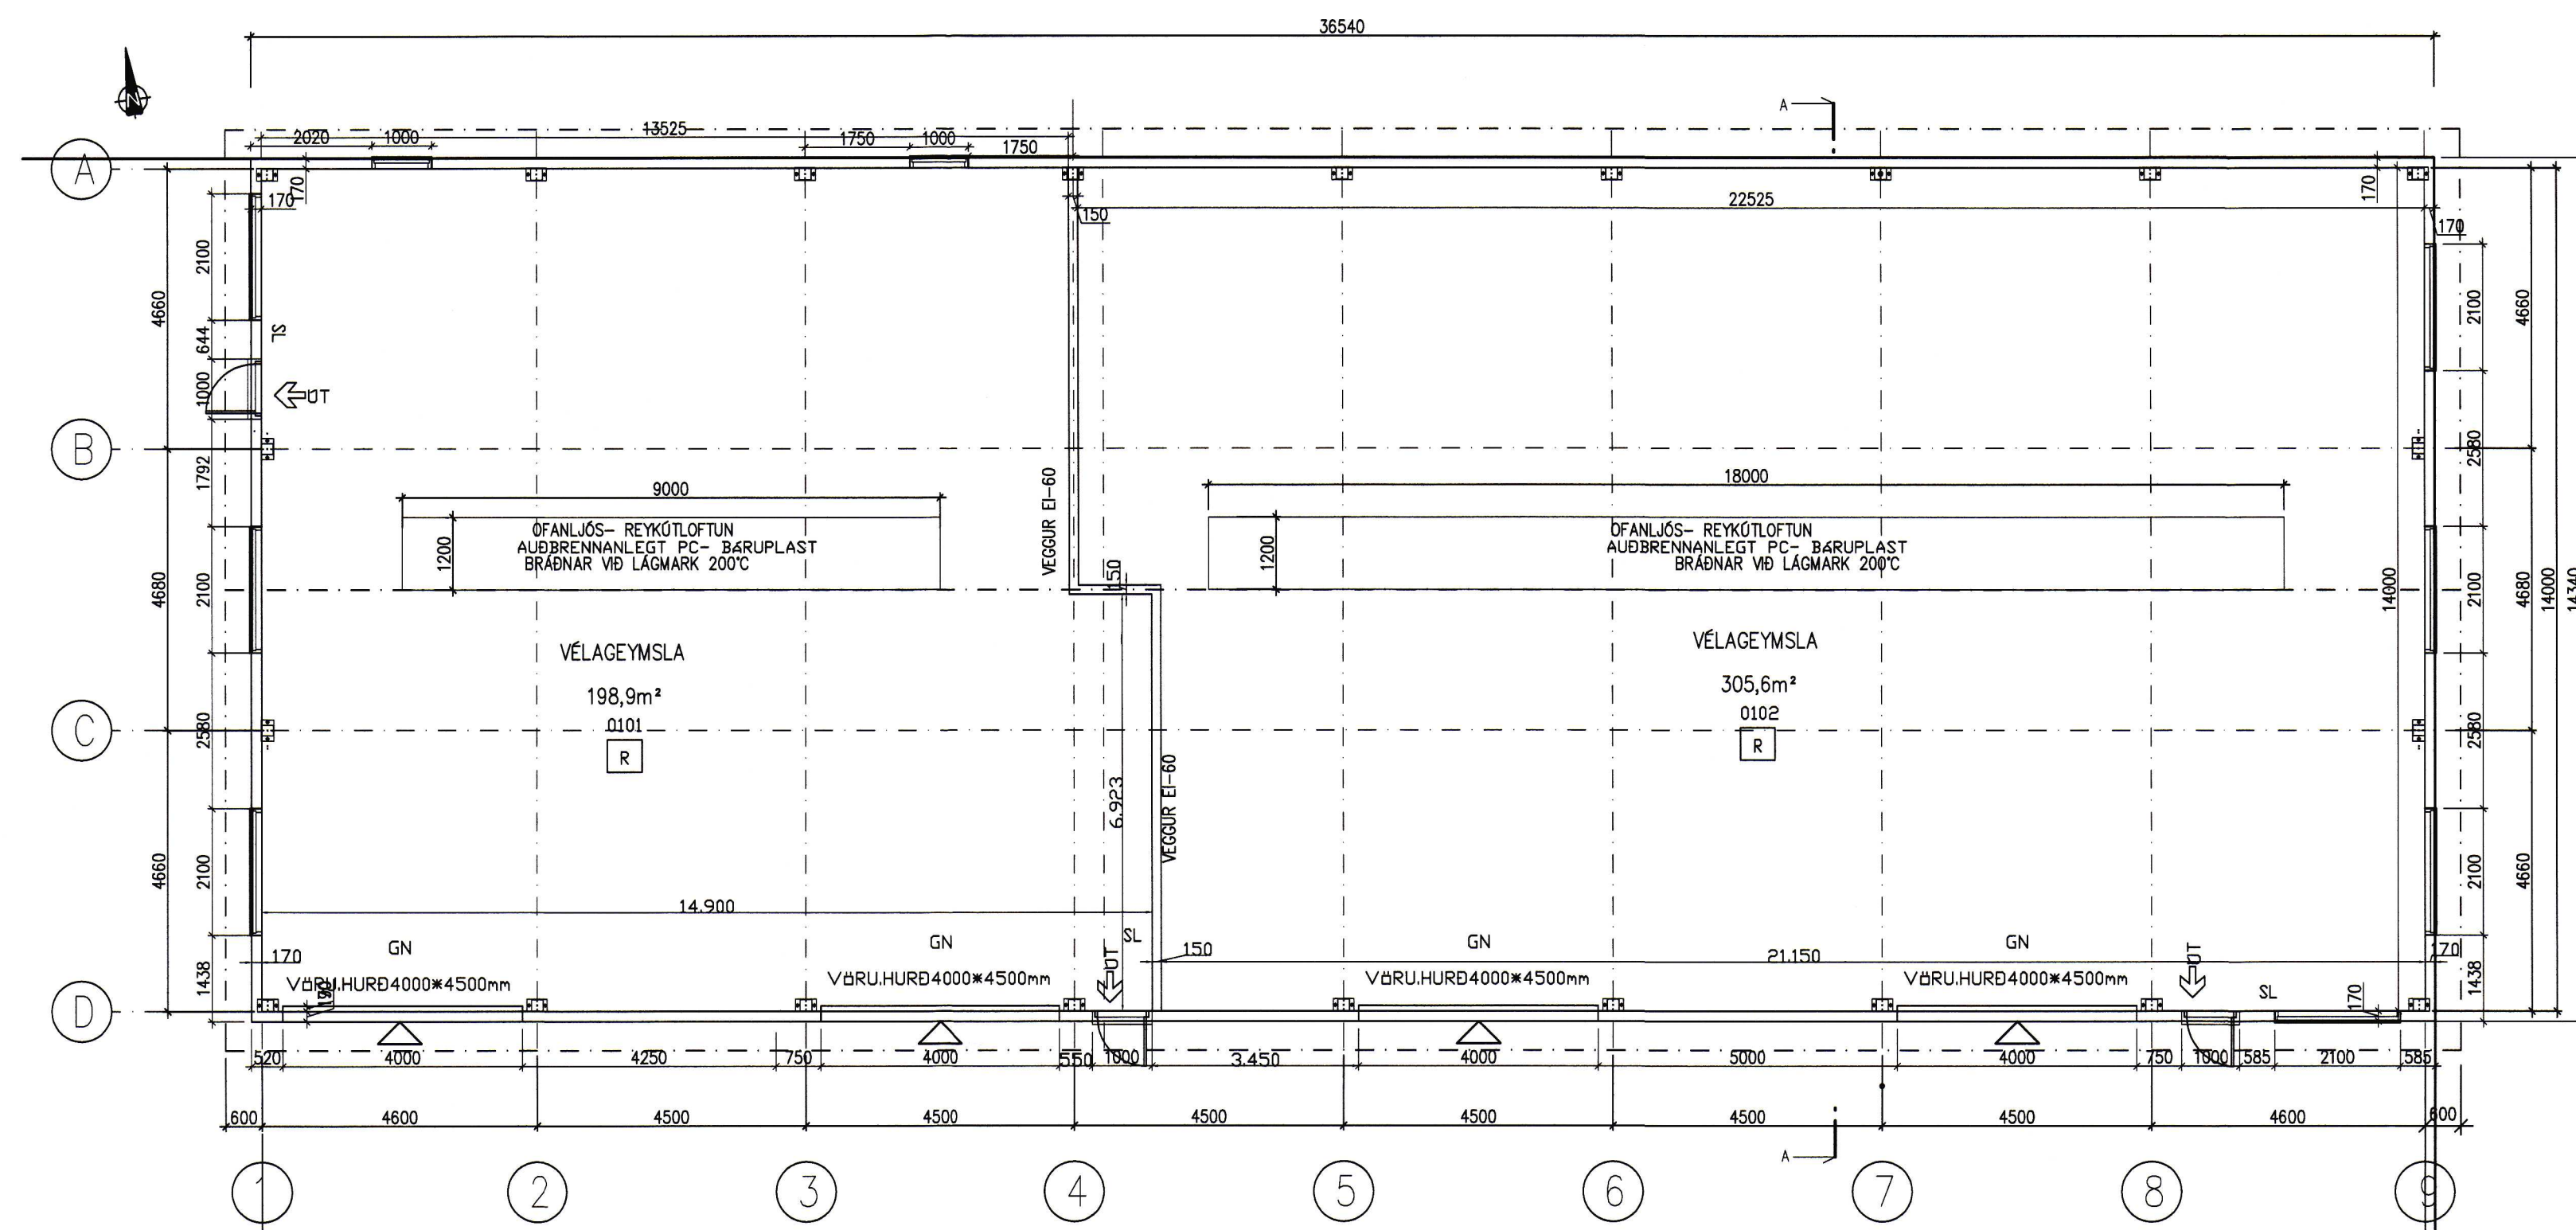 36540
A
N
2020 1000 13525 1750 1000 1750
A
170
170
150
22525
170
170
2100
4660
644
SL
1000
ÚT
2100
4660
B
1792
2580
9000
18000
VEGGUR EI-60
OFANLJÓS- REYKÚTLOFTUN
AUÐBRENNANLEGT PC- BÁRUPLAST
BRÁÐNAR VIÐ LÁGMARK 200°C
1200
OFANLJÓS- REYKÚTLOFTUN
AUÐBRENNANLEGT PC- BÁRUPLAST
BRÁÐNAR VIÐ LÁGMARK 200°C
1200
150
4680
2100
14000
2100
4680
14000
14340
VÉLAGEYMSLA
198,9m²
0101
R
VÉLAGEYMSLA
305,6m²
0102
R
C
2580
2580
6.923
VEGGUR EI-60
4660
2100
2100
4660
14.900
GN
GN
SL
GN
GN
170
150
21.150
170
VÖRU.HURÐ4000*4500mm
VÖRU.HURÐ4000*4500mm
ÚT
VÖRU.HURÐ4000*4500mm
VÖRU.HURÐ4000*4500mm
ÚT
SL
1438
1438
170
D
520 4000 4250 750 4000 550 1000 3.450 4000 5000 4000 750 1000 585 2100 585
600 4600 4500 4500 4500 4500 4500 4500 4600 600
A
1 2 3 4 5 6 7 8 9